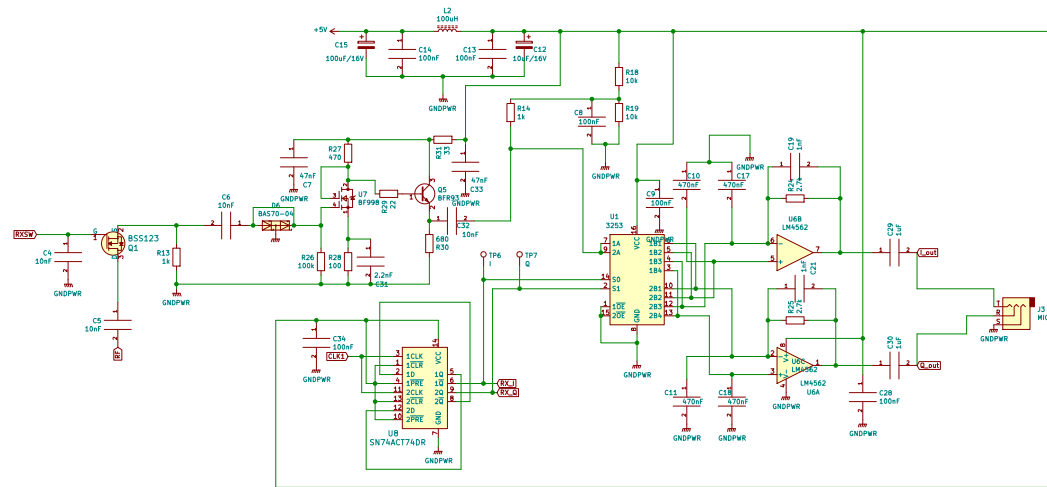 L2
100uH
+5V
C15
100uF/16V
C14
100nF
C13
100nF
C12
10uF/16V
GNDPWR
R18
10k
R14
1k
C8
100nF
R19
10k
GNDPWR
R27
470
47nF
C7
GNDPWR
R31
33
47nF
C33
GNDPWR
U7
BF998
R29
22
Q5
BFR93
C32
10nF
680
R30
C6
10nF
D6
BAS70-04
RXSW
BSS123
Q1
C4
10nF
GNDPWR
R13
1k
GNDPWR
R26
100k
R28
100
2.2nF
C31
GNDPWR
C5
10nF
RF
TP6
I
TP7
Q
U1
3253
VCC
1A
2A
S0
S1
1OE
2OE
GND
1B1
1B2
1B3
1B4
2B1
2B2
2B3
2B4
GNDPWR
C10
470nF
C17
470nF
GNDPWR
C9
100nF
GNDPWR
C19
1nF
R24
2.7k
U6B
LM4562
C29
1uF
I_out
1nF
C21
R25
2.7k
U6C
LM4562
LM4562
U6A
GNDPWR
C30
1uF
Q_out
J3
MIC
GNDPWR
C11
470nF
GNDPWR
C18
470nF
GNDPWR
C28
100nF
GNDPWR
C34
100nF
GNDPWR
CLK1
1CLK
1CLR
1D
1PRE
2CLK
2CLR
2D
2PRE
VCC
1Q
1Q
2Q
2Q
GND
RX_I
RX_Q
U8
SN74ACT74DR
GNDPWR